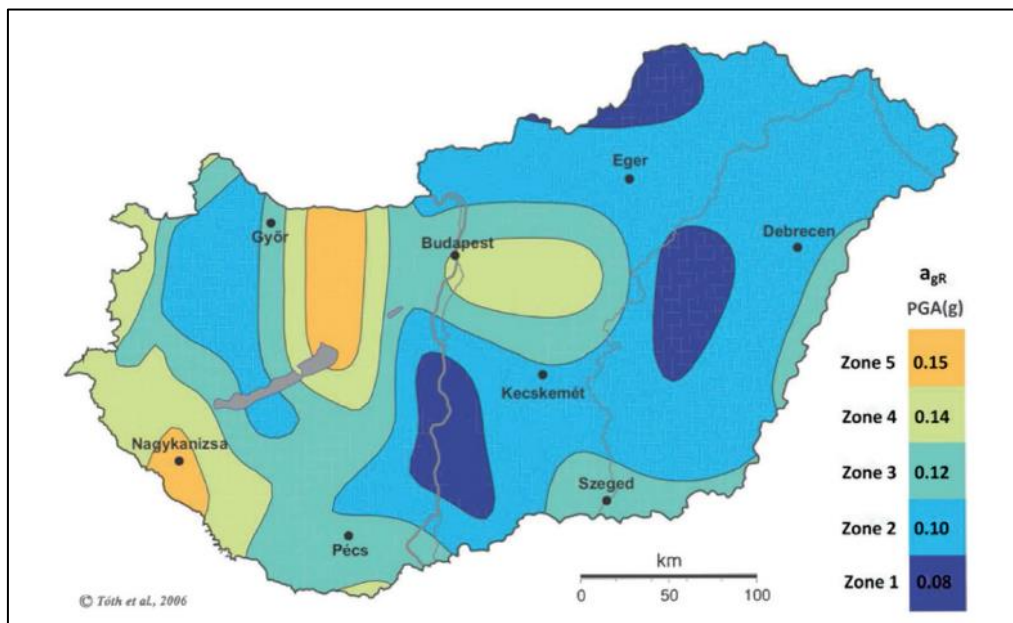 Eger
Győr
Budapest
Debrecen
Kecskemét
Nagykanizsa
Szeged
Pécs
a_gR
PGA(g)
Zone 5 0.15
Zone 4 0.14
Zone 3 0.12
Zone 2 0.10
Zone 1 0.08
km
0 50 100
© Tóth et al., 2006